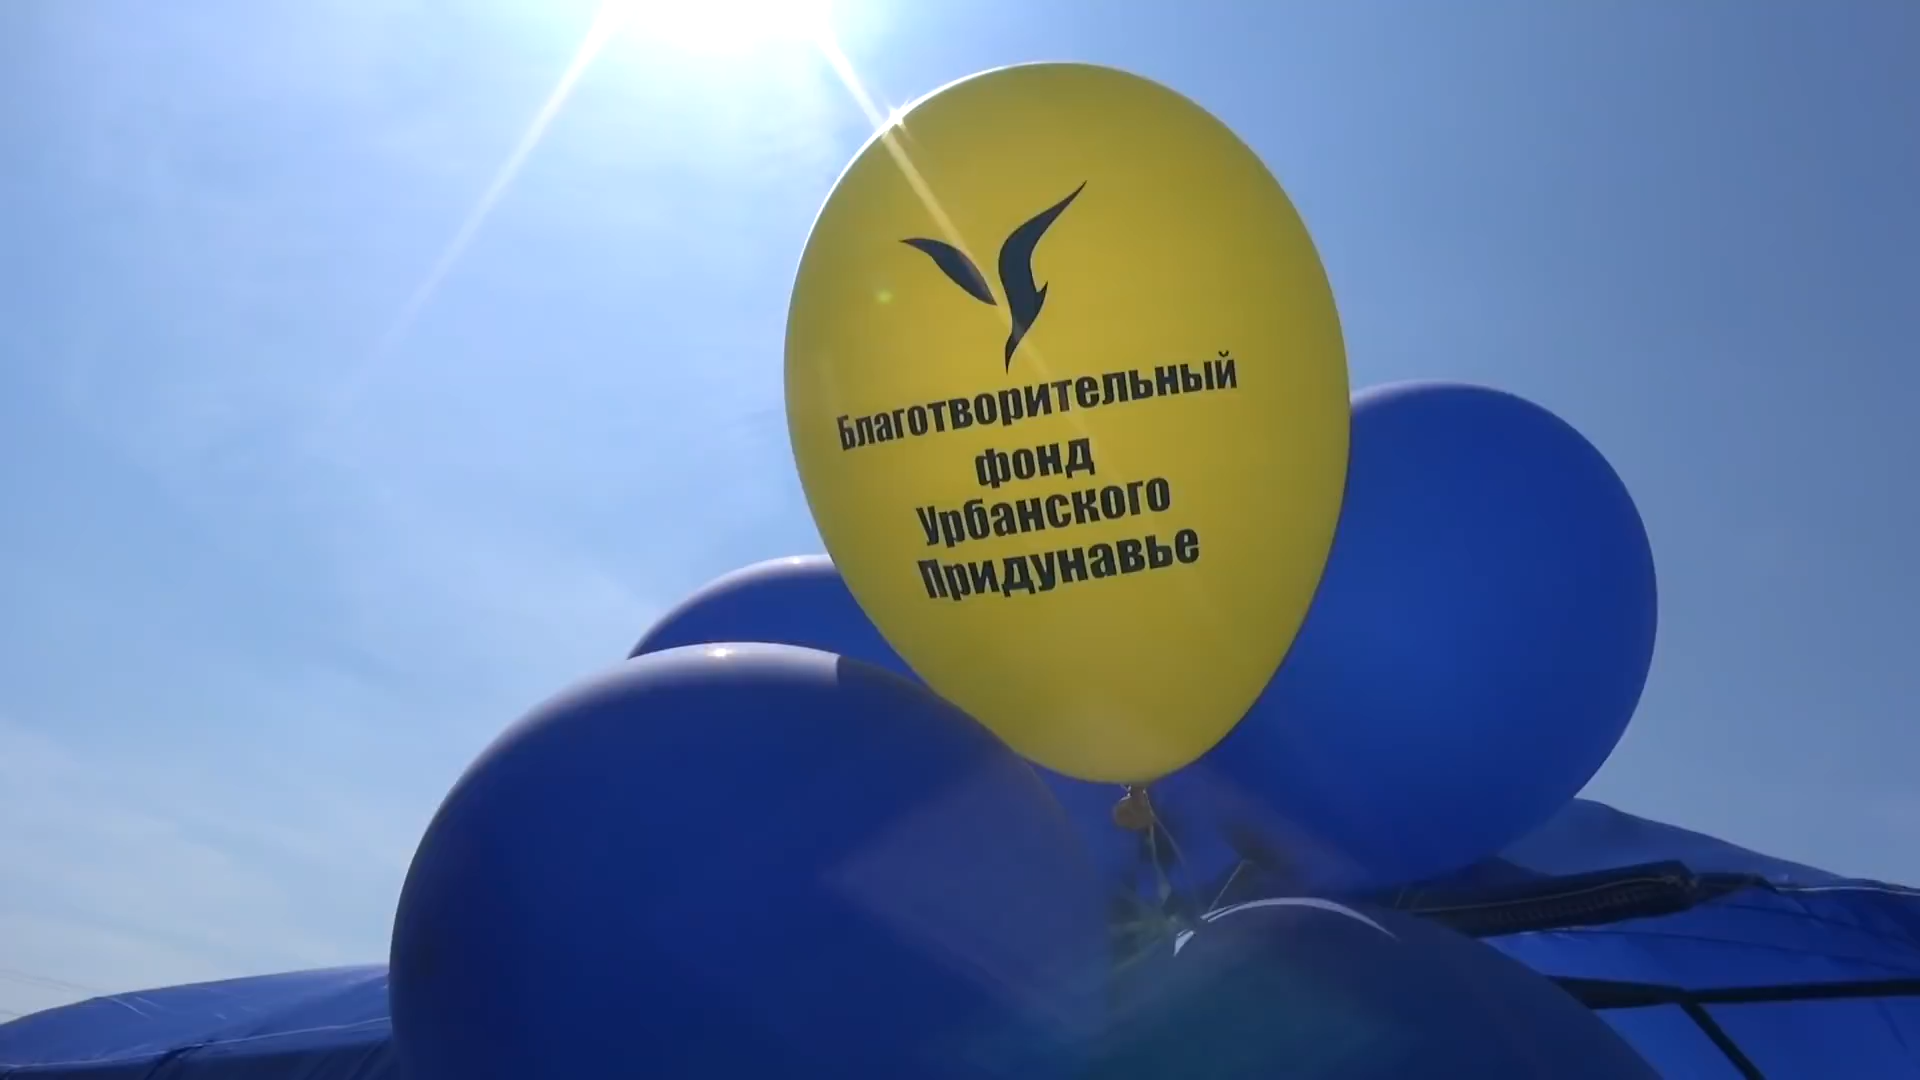 Благотворительный
фонд
Урбанского
Придунавье